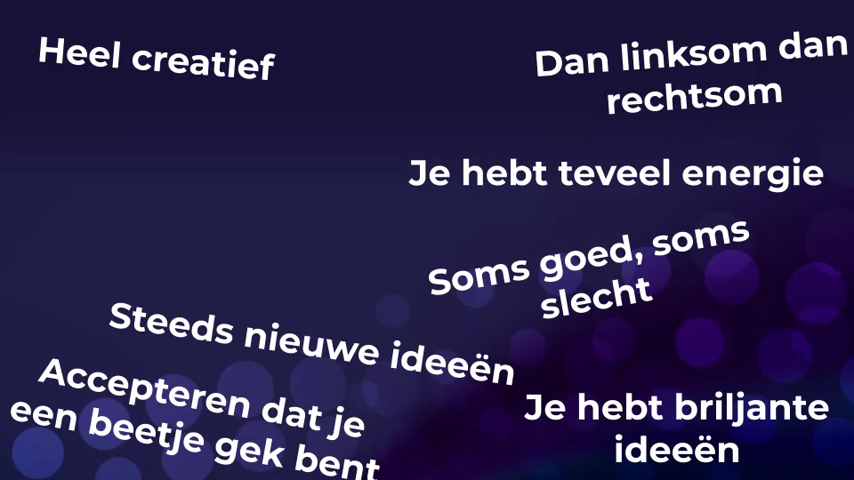 Heel creatief
Dan linksom dan
rechtsom
Je hebt teveel energie
Soms goed, soms
slecht
Steeds nieuwe ideeën
Accepteren dat je
een beetje gek bent
Je hebt briljante
ideeën